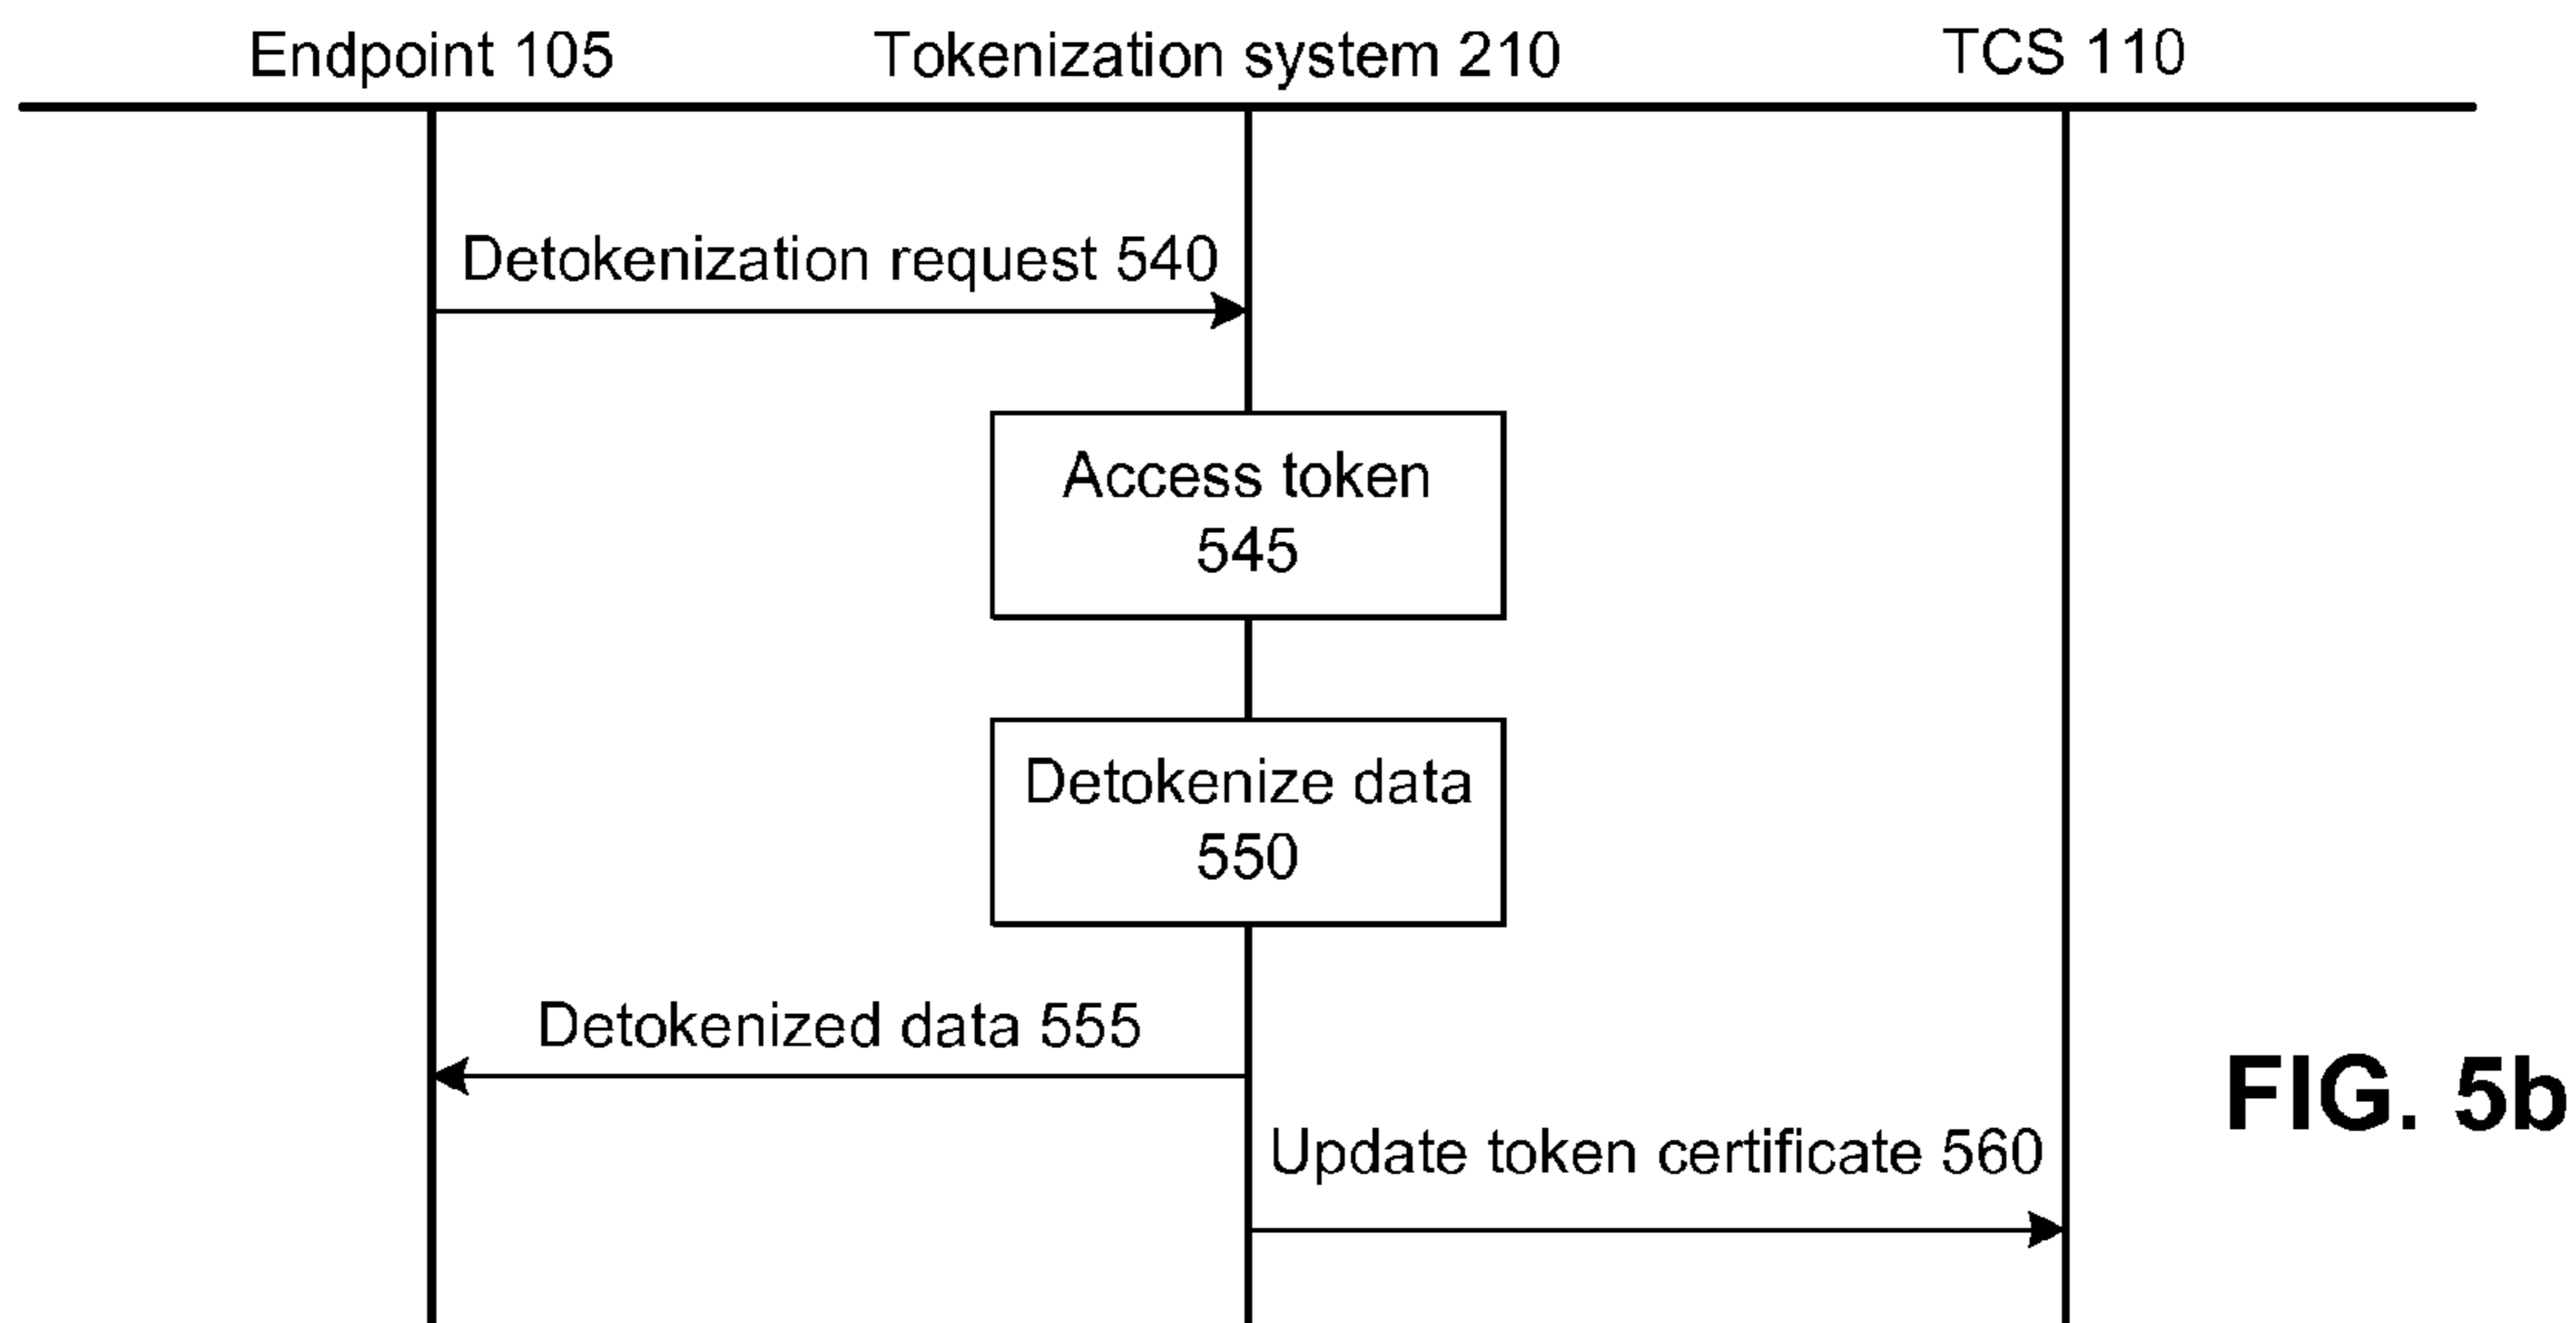 Endpoint 105
Tokenization system 210
TCS 110
Detokenization request 540
Access token
545
Detokenize data
550
Detokenized data 555
Update token certificate 560
FIG. 5b